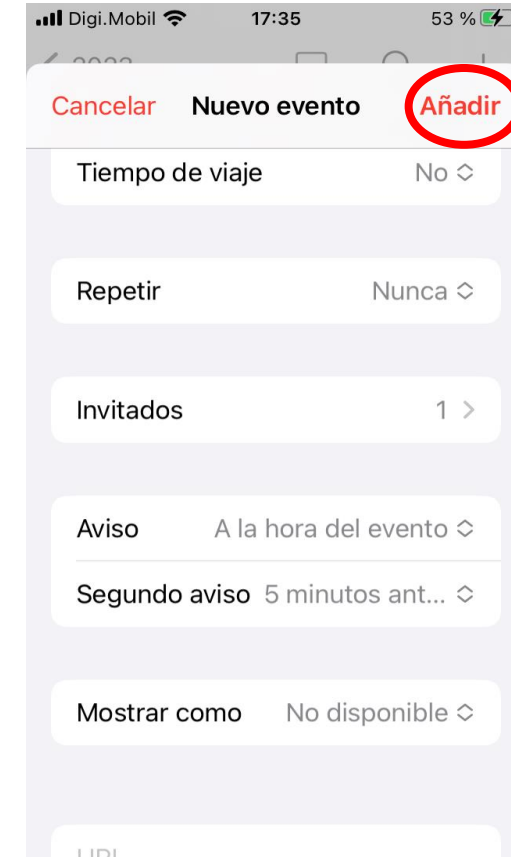 Digi.Mobil 17:35 53 %
Cancelar Nuevo evento Añadir
Tiempo de viaje No
Repetir Nunca
Invitados 1
Aviso A la hora del evento
Segundo aviso 5 minutos ant...
Mostrar como No disponible